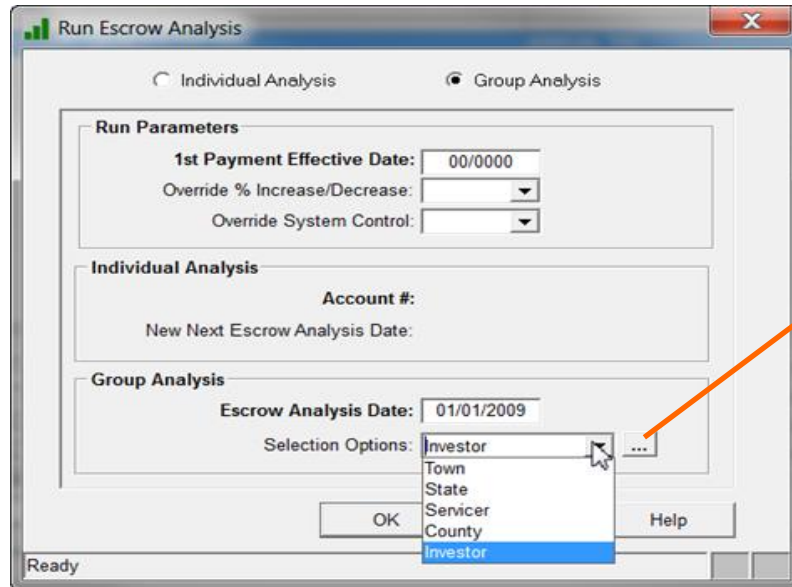 Run Escrow Analysis
Individual Analysis Group Analysis
Run Parameters
1st Payment Effective Date: 00/0000
Override % Increase/Decrease:
Override System Control:
Individual Analysis
Account #:
New Next Escrow Analysis Date:
Group Analysis
Escrow Analysis Date: 01/01/2009
Selection Options: Investor ...
Town
State
Servicer
County
Investor
OK Help
Ready